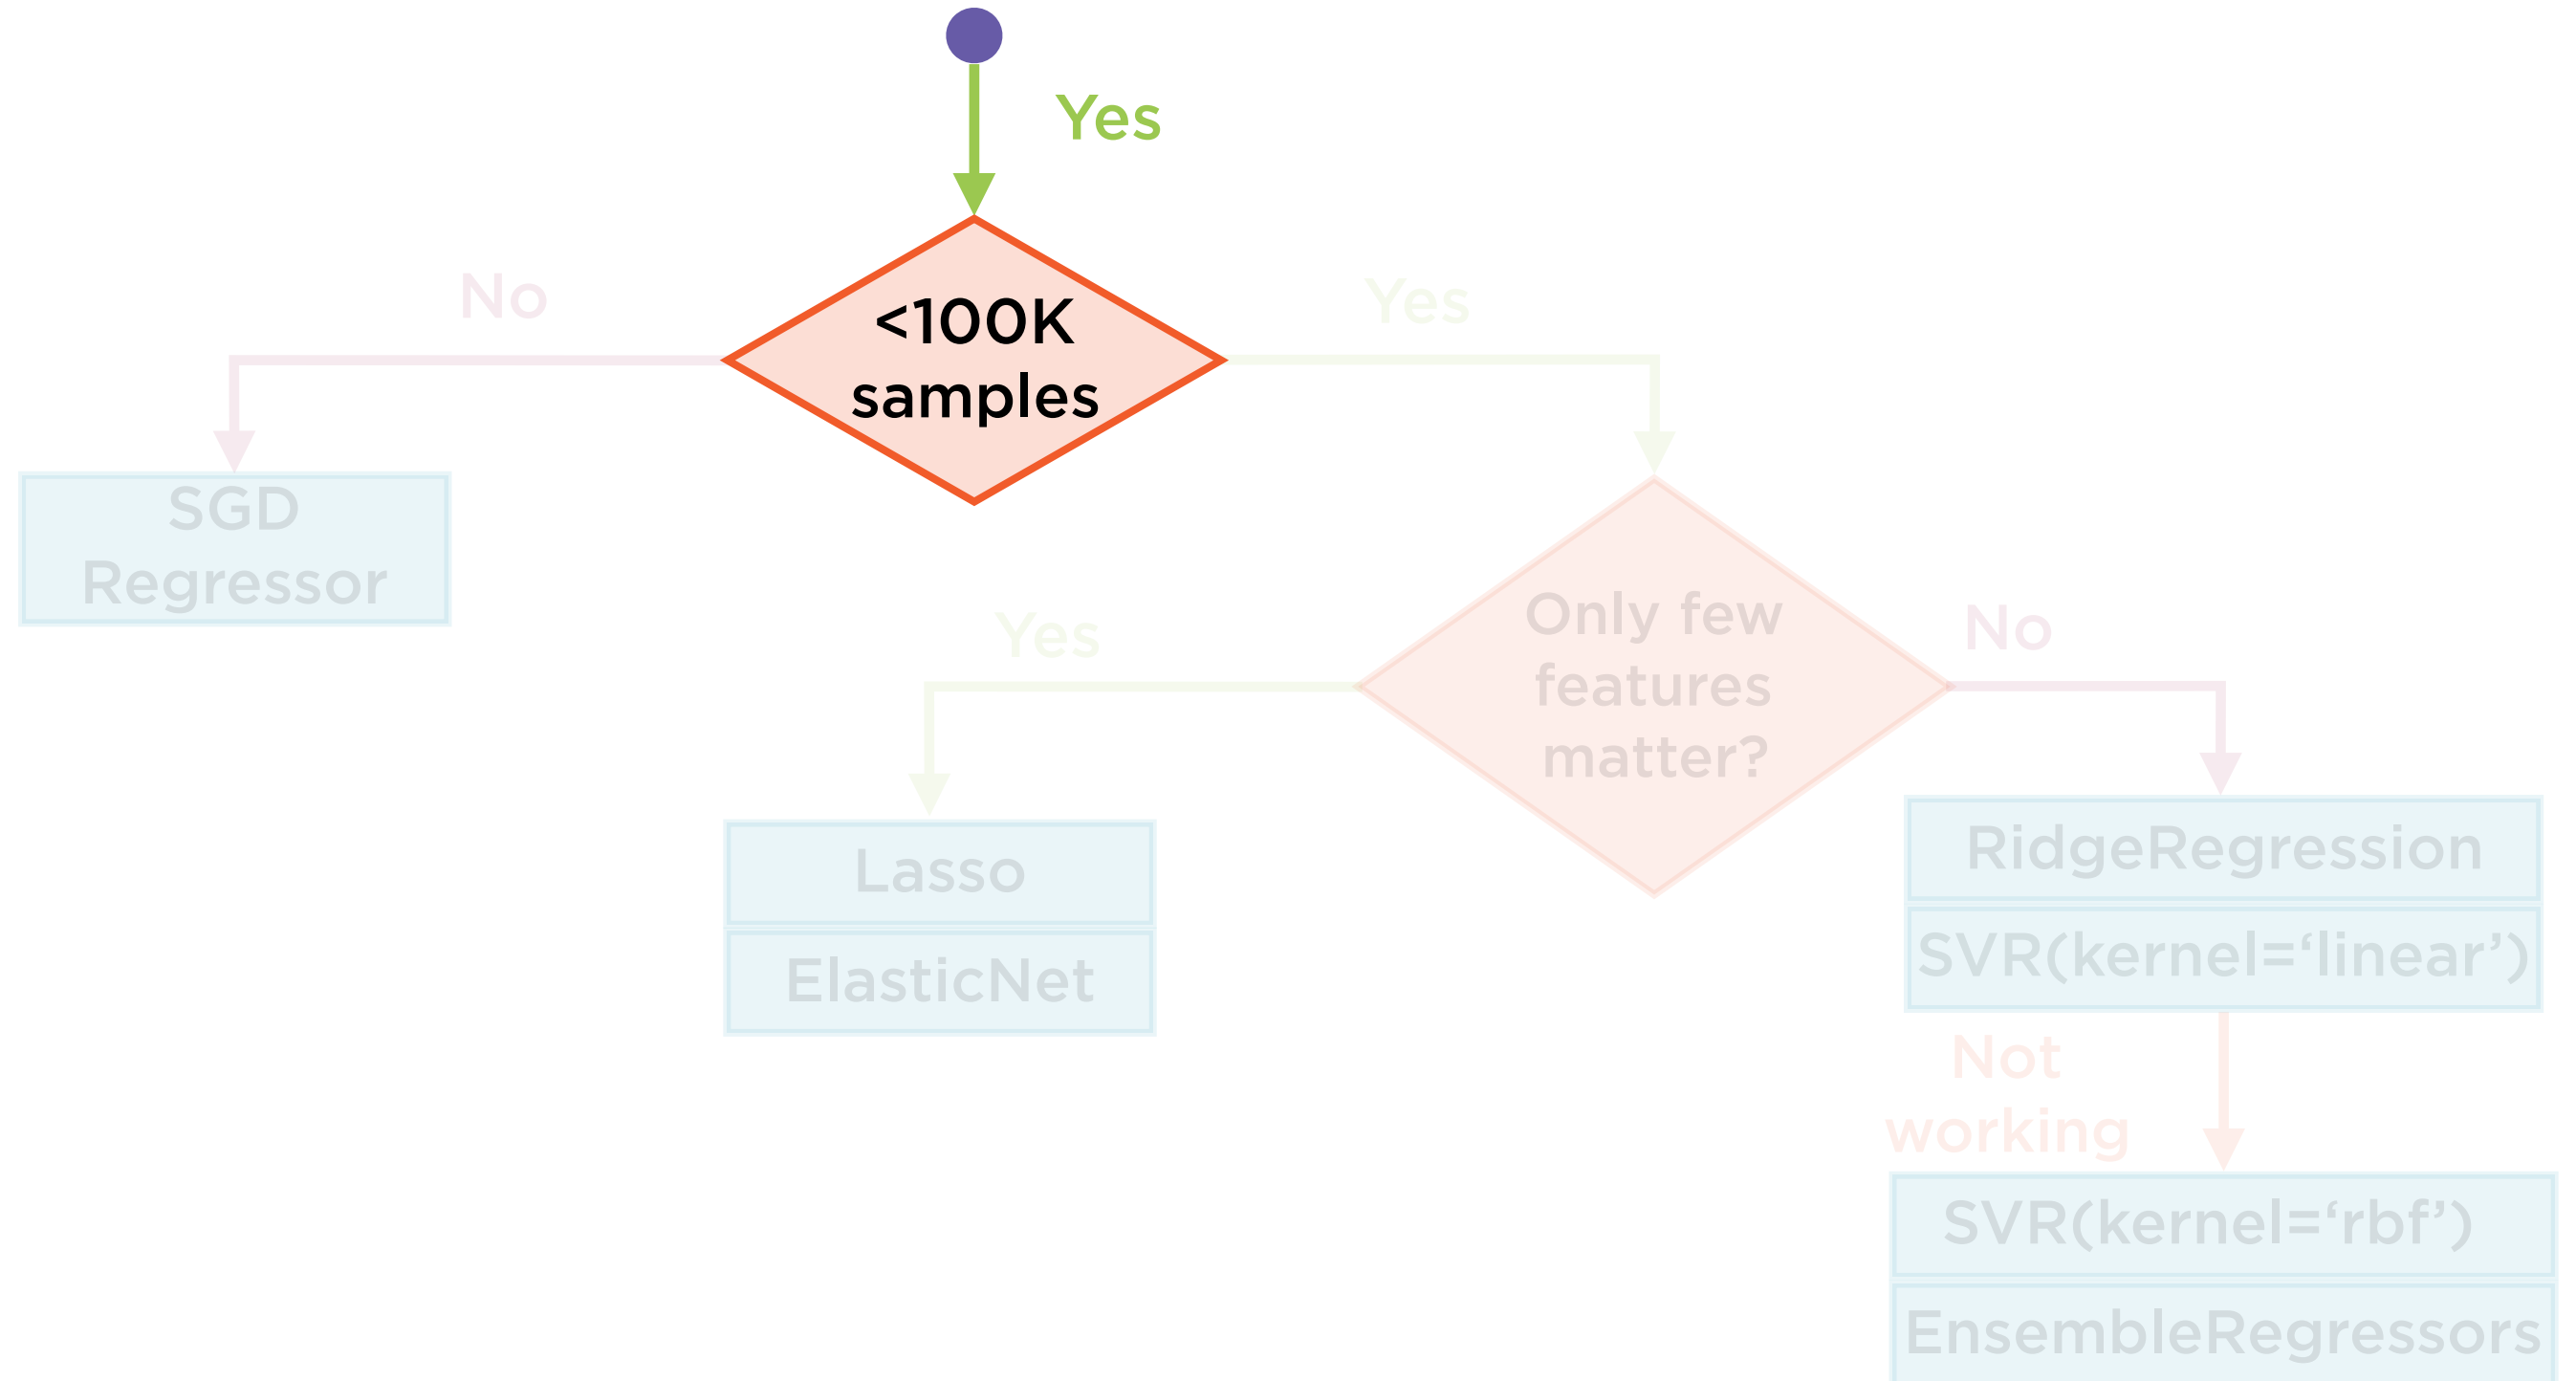 Yes
No
<100K
samples
Yes
SGD
Regressor
Yes
Only few
features
matter?
No
Lasso
ElasticNet
RidgeRegression
SVR(kernel=‘linear’)
Not
working
SVR(kernel=‘rbf’)
EnsembleRegressors